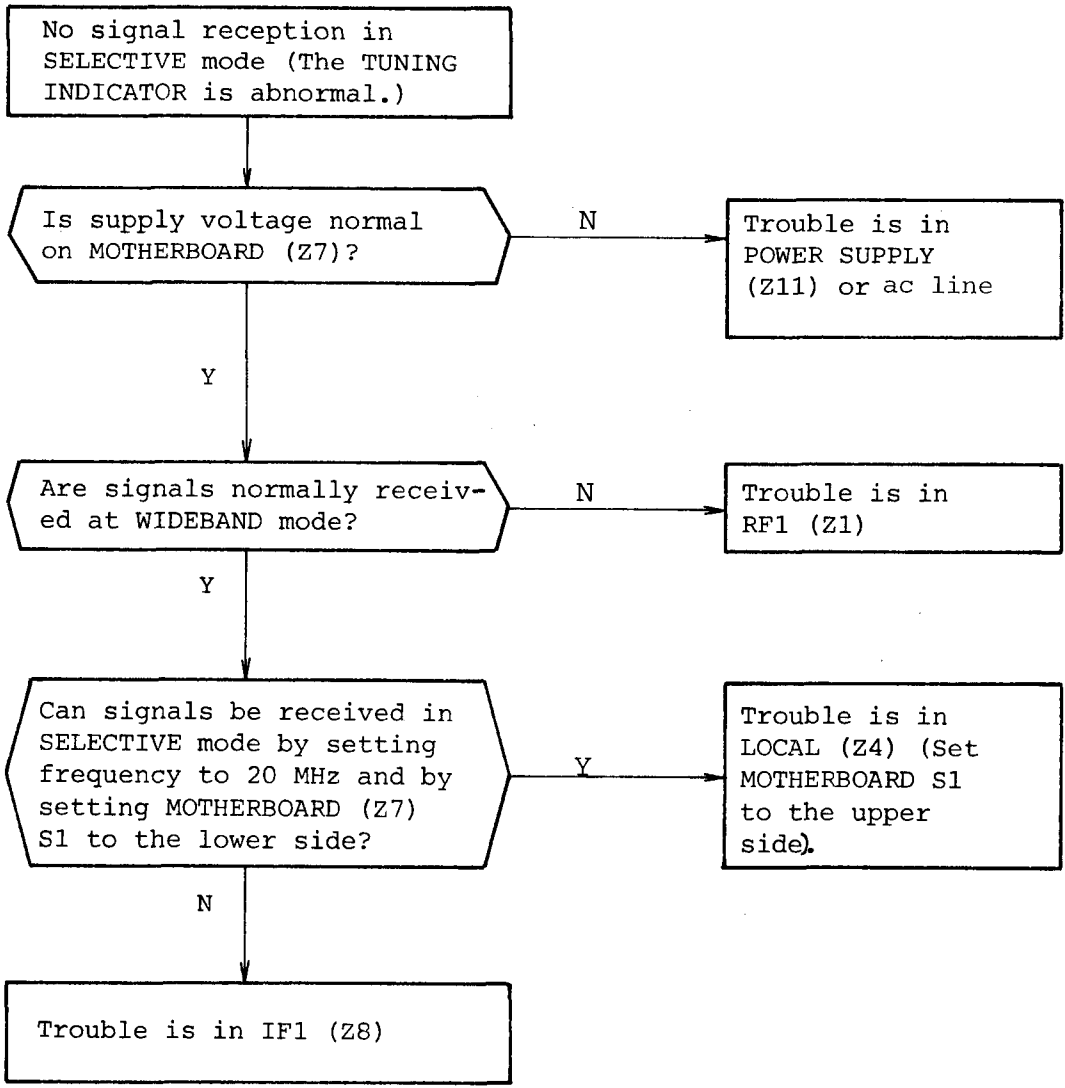 No signal reception in
SELECTIVE mode (The TUNING
INDICATOR is abnormal.)
Is supply voltage normal
on MOTHERBOARD (Z7)?
N
Trouble is in
POWER SUPPLY
(Z11) or ac line
Y
Are signals normally receiv-
ed at WIDEBAND mode?
N
Trouble is in
RF1 (Z1)
Y
Can signals be received in
SELECTIVE mode by setting
frequency to 20 MHz and by
setting MOTHERBOARD (Z7)
S1 to the lower side?
Y
Trouble is in
LOCAL (Z4) (Set
MOTHERBOARD S1
to the upper
side).
N
Trouble is in IF1 (Z8)